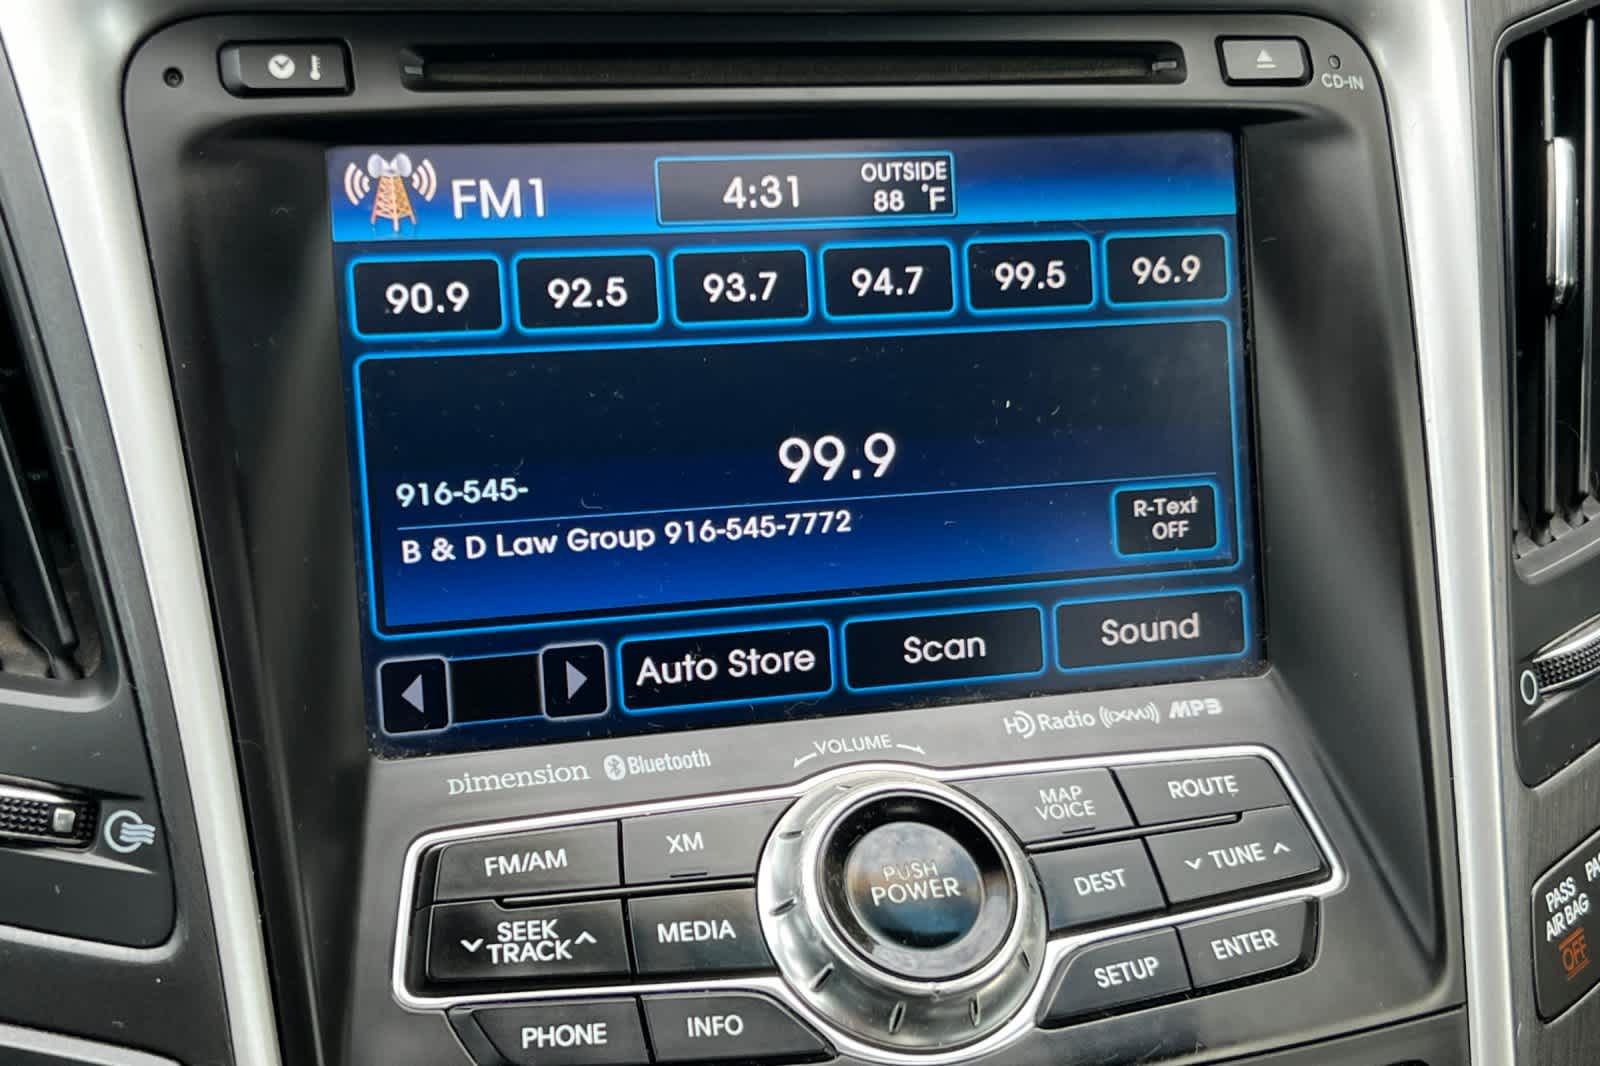 CD-IN
FM1
4:31
OUTSIDE
88 °F
90.9
92.5
93.7
94.7
99.5
96.9
99.9
916-545-
B & D Law Group 916-545-7772
R-Text
OFF
Auto Store
Scan
Sound
Dimension
Bluetooth
VOLUME
HD Radio
((XM))
MP3
FM/AM
XM
SEEK
TRACK
MEDIA
PHONE
INFO
PUSH
POWER
MAP
VOICE
ROUTE
DEST
TUNE
SETUP
ENTER
PASS
AIR BAG
OFF
PA